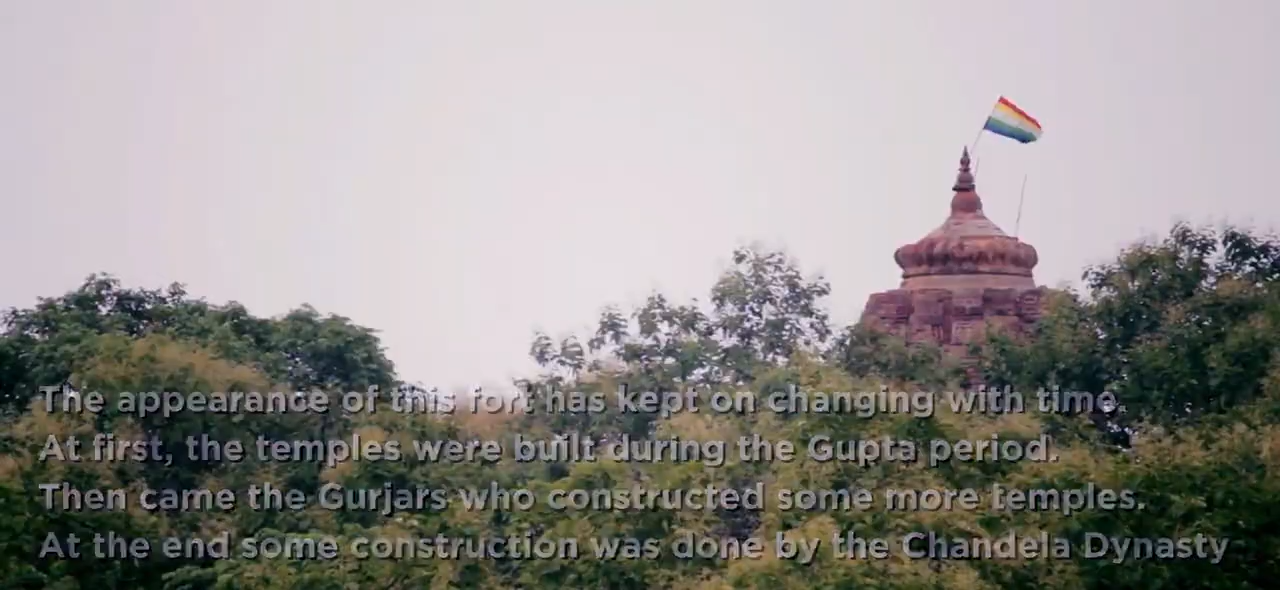 The appearance of this fort has kept on changing with time.
At first, the temples were built during the Gupta period.
Then came the Gurjars who constructed some more temples.
At the end some construction was done by the Chandela Dynasty